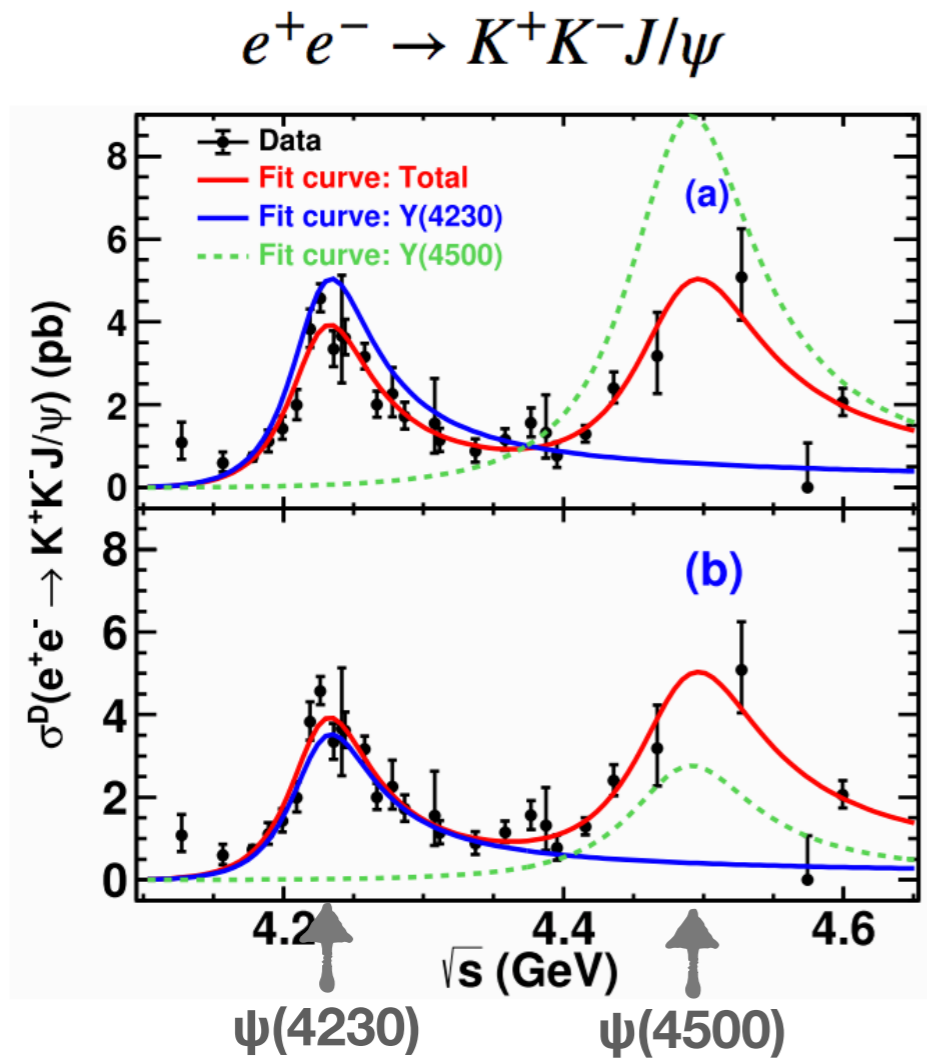 e⁺e⁻ → K⁺K⁻J/ψ
Data
Fit curve: Total
Fit curve: Y(4230)
Fit curve: Y(4500)
(a)
8
6
4
2
0
σᴰ(e⁺e⁻ → K⁺K⁻J/ψ) (pb)
(b)
8
6
4
2
0
4.2
4.4
4.6
√s (GeV)
ψ(4230)
ψ(4500)